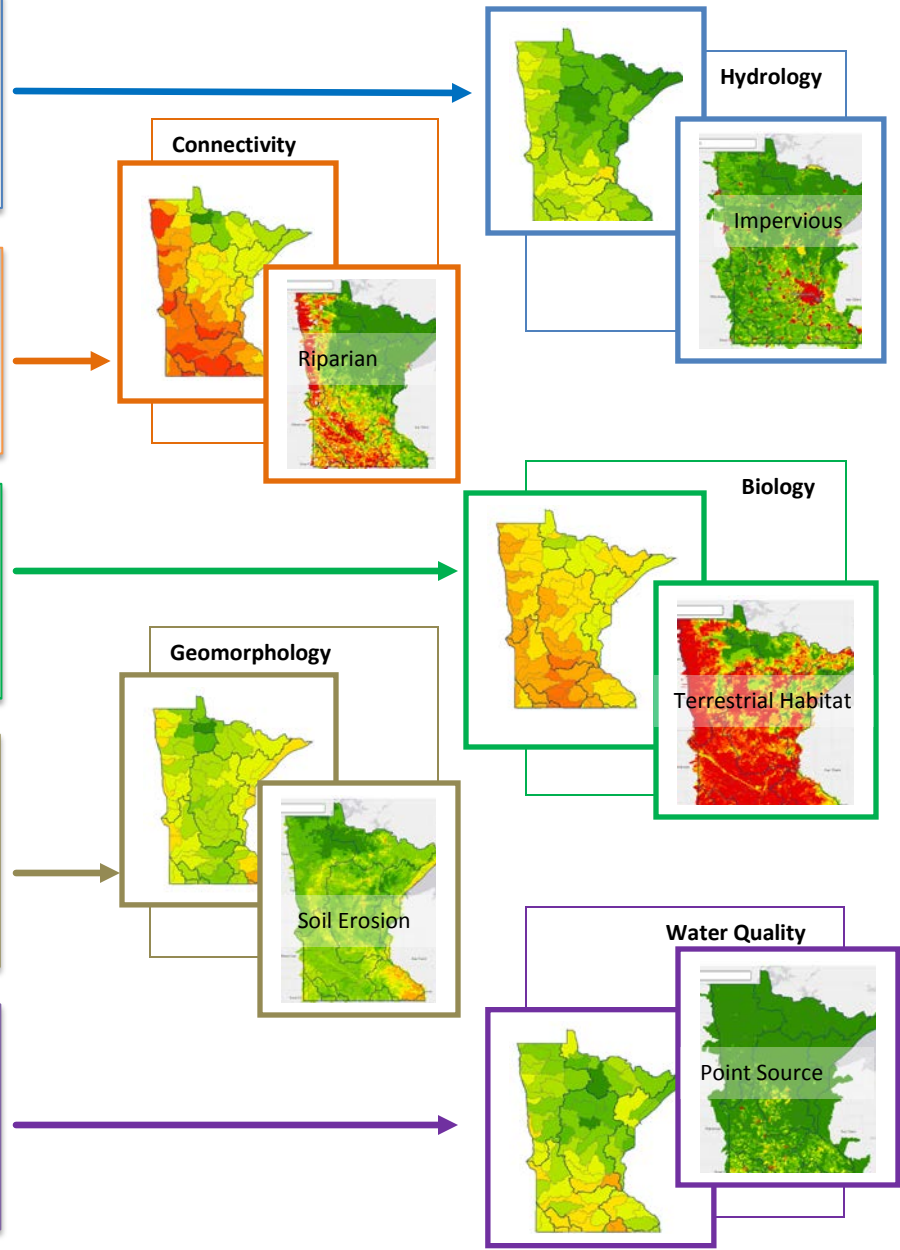 Hydrology
Impervious
Connectivity
Riparian
Biology
Terrestrial Habitat
Geomorphology
Soil Erosion
Water Quality
Point Source